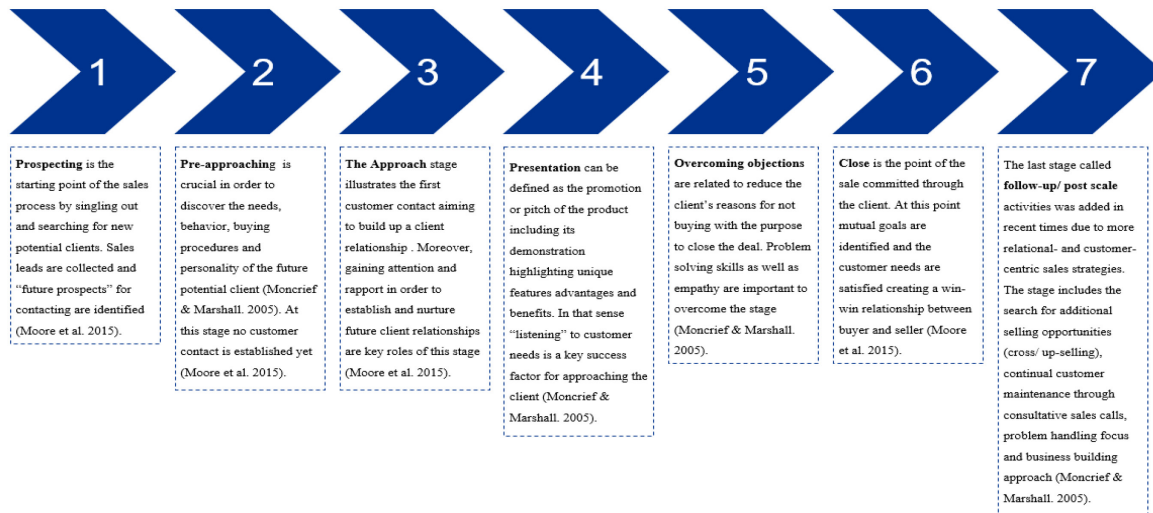 1
2
3
4
5
6
7
Prospecting is the
starting point of the sales
process by singling out
and searching for new
potential clients. Sales
leads are collected and
“future prospects” for
contacting are identified
(Moore et al. 2015).
Pre-approaching is
crucial in order to
discover the needs,
behavior, buying
procedures and
personality of the future
potential client (Moncrief
& Marshall. 2005). At
this stage no customer
contact is established yet
(Moore et al. 2015).
The Approach stage
illustrates the first
customer contact aiming
to build up a client
relationship . Moreover,
gaining attention and
rapport in order to
establish and nurture
future client relationships
are key roles of this stage
(Moore et al. 2015).
Presentation can be
defined as the promotion
or pitch of the product
including its
demonstration
highlighting unique
features advantages and
benefits. In that sense
“listening” to customer
needs is a key success
factor for approaching the
client (Moncrief &
Marshall. 2005).
Overcoming objections
are related to reduce the
client’s reasons for not
buying with the purpose
to close the deal. Problem
solving skills as well as
empathy are important to
overcome the stage
(Moncrief & Marshall.
2005).
Close is the point of the
sale committed through
the client. At this point
mutual goals are
identified and the
customer needs are
satisfied creating a win-
win relationship between
buyer and seller (Moore
et al. 2015).
The last stage called
follow-up/ post scale
activities was added in
recent times due to more
relational- and customer-
centric sales strategies.
The stage includes the
search for additional
selling opportunities
(cross/ up-selling),
continual customer
maintenance through
consultative sales calls,
problem handling focus
and business building
approach (Moncrief &
Marshall. 2005).